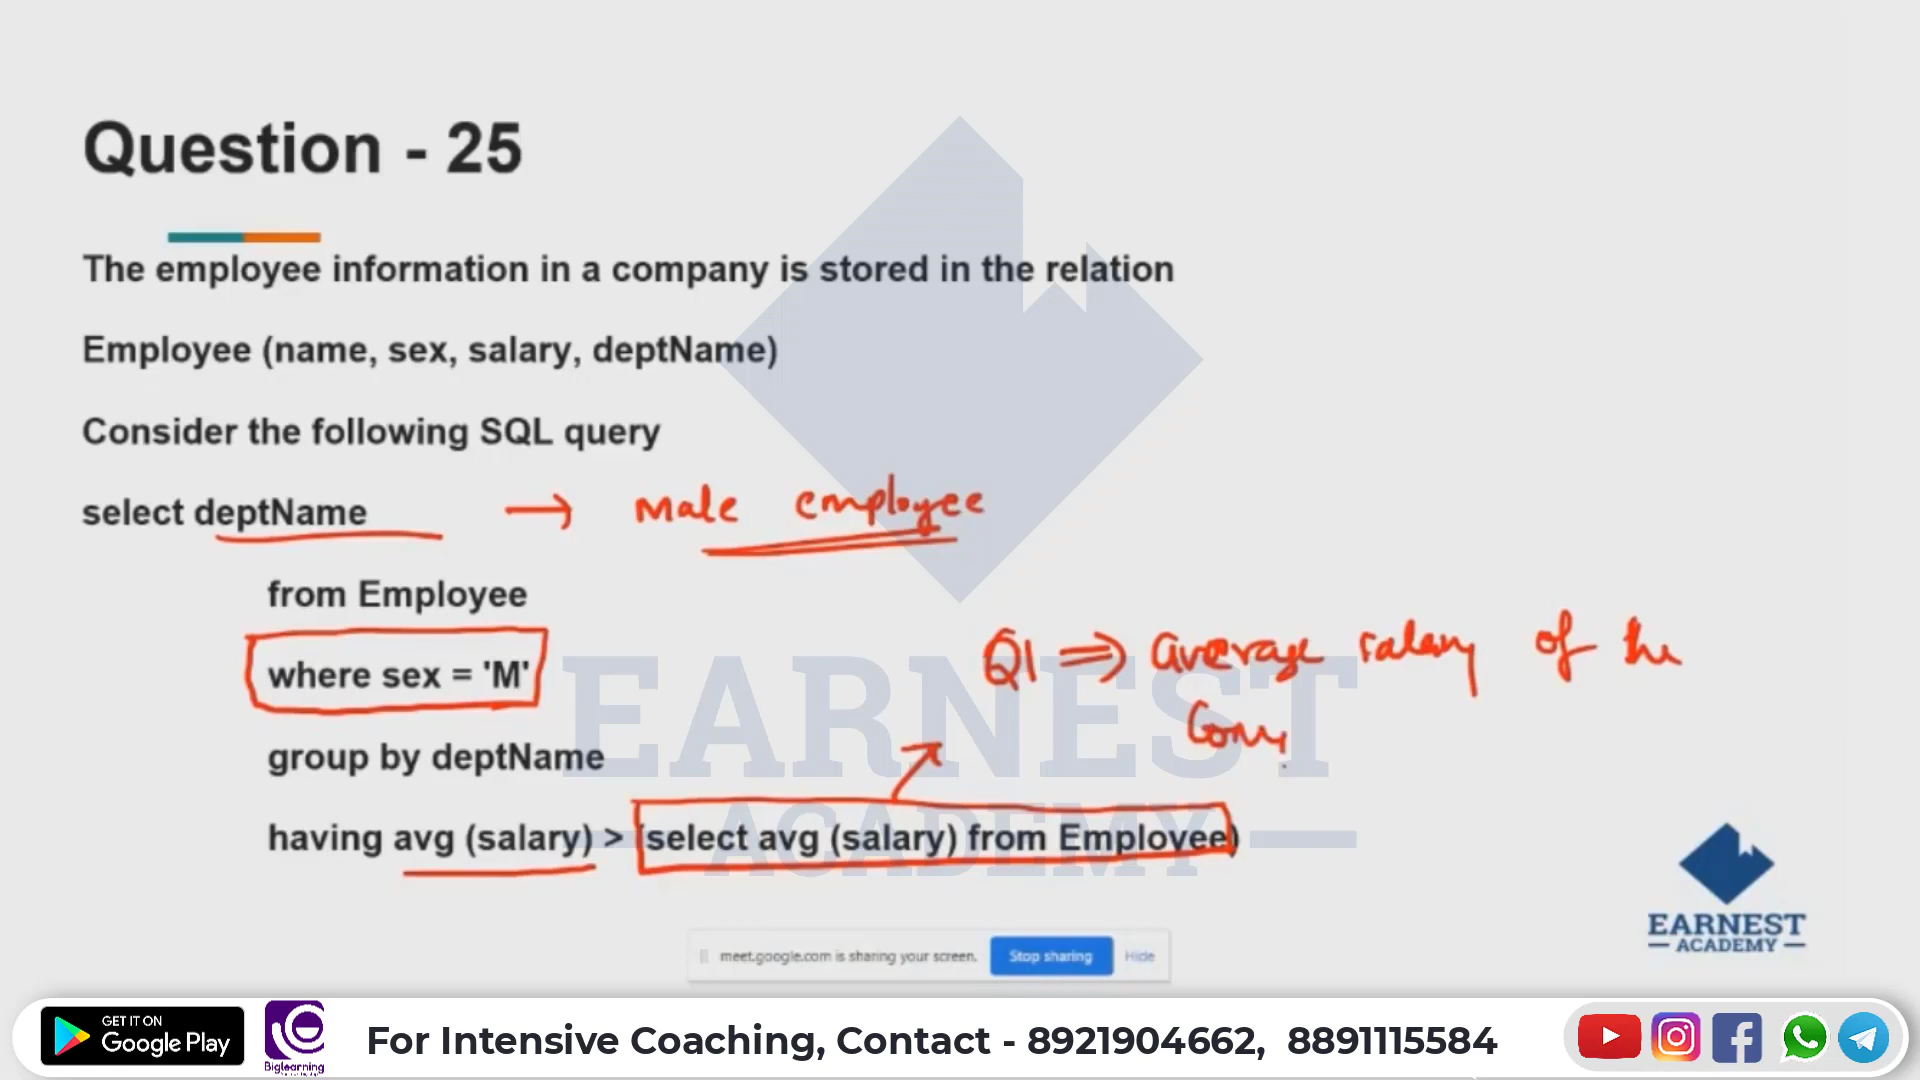 Question - 25
The employee information in a company is stored in the relation
Employee (name, sex, salary, deptName)
Consider the following SQL query
select deptName → Male employee
from Employee
where sex = 'M'
Q1 ⇒ average salary of the
Com
group by deptName
having avg (salary) > (select avg (salary) from Employee)
EARNEST
ACADEMY
EARNEST
ACADEMY
meet.google.com is sharing your screen. Stop sharing Hide
GET IT ON
Google Play
Biglearning
For Intensive Coaching, Contact - 8921904662, 8891115584